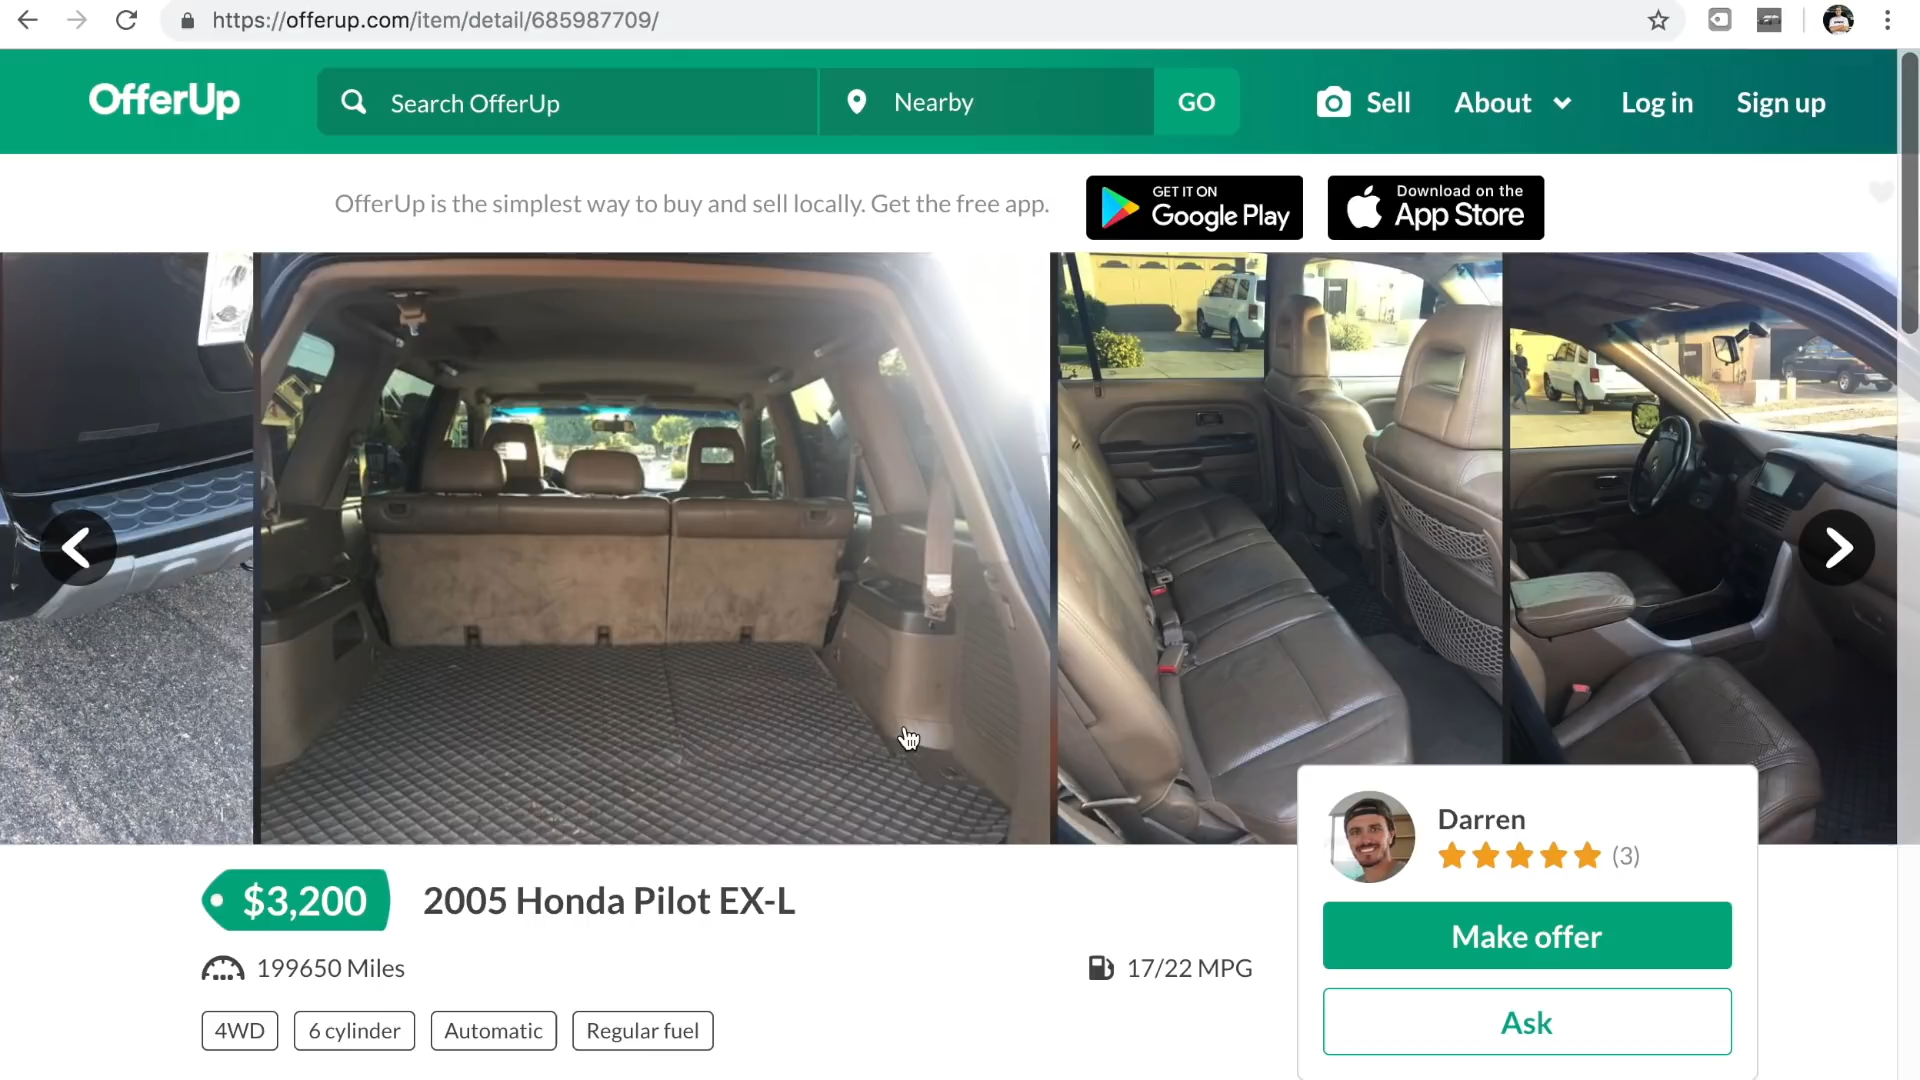 https://offerup.com/item/detail/685987709/
OfferUp
Search OfferUp
Nearby
GO
Sell
About
Log in
Sign up
OfferUp is the simplest way to buy and sell locally. Get the free app.
GET IT ON
Google Play
Download on the
App Store
Darren
(3)
$3,200
2005 Honda Pilot EX-L
Make offer
199650 Miles
17/22 MPG
4WD
6 cylinder
Automatic
Regular fuel
Ask